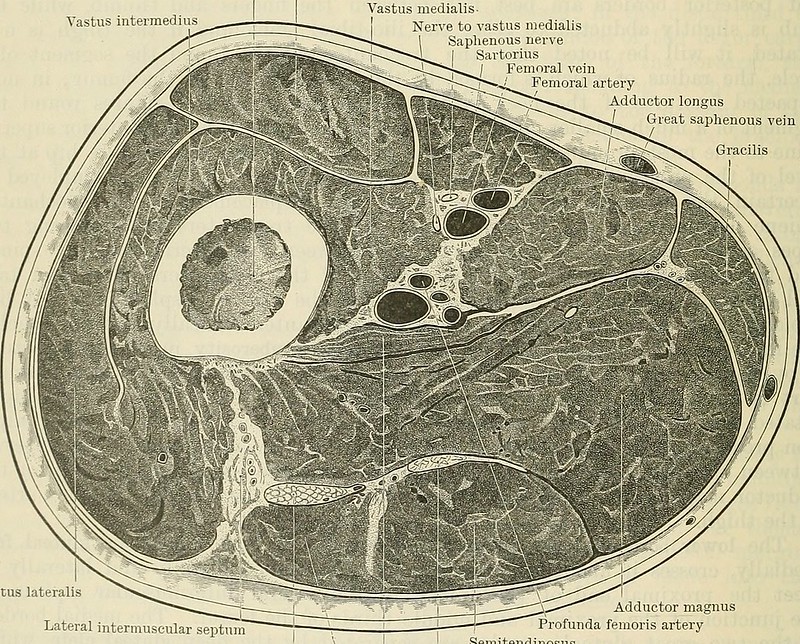 Vastus medialis
Vastus intermedius
Nerve to vastus medialis
Saphenous nerve
Sartorius
Femoral vein
Femoral artery
Adductor longus
Great saphenous vein
Gracilis
tus lateralis
Adductor magnus
Lateral intermuscular septum
Profunda femoris artery
Semitendinosus